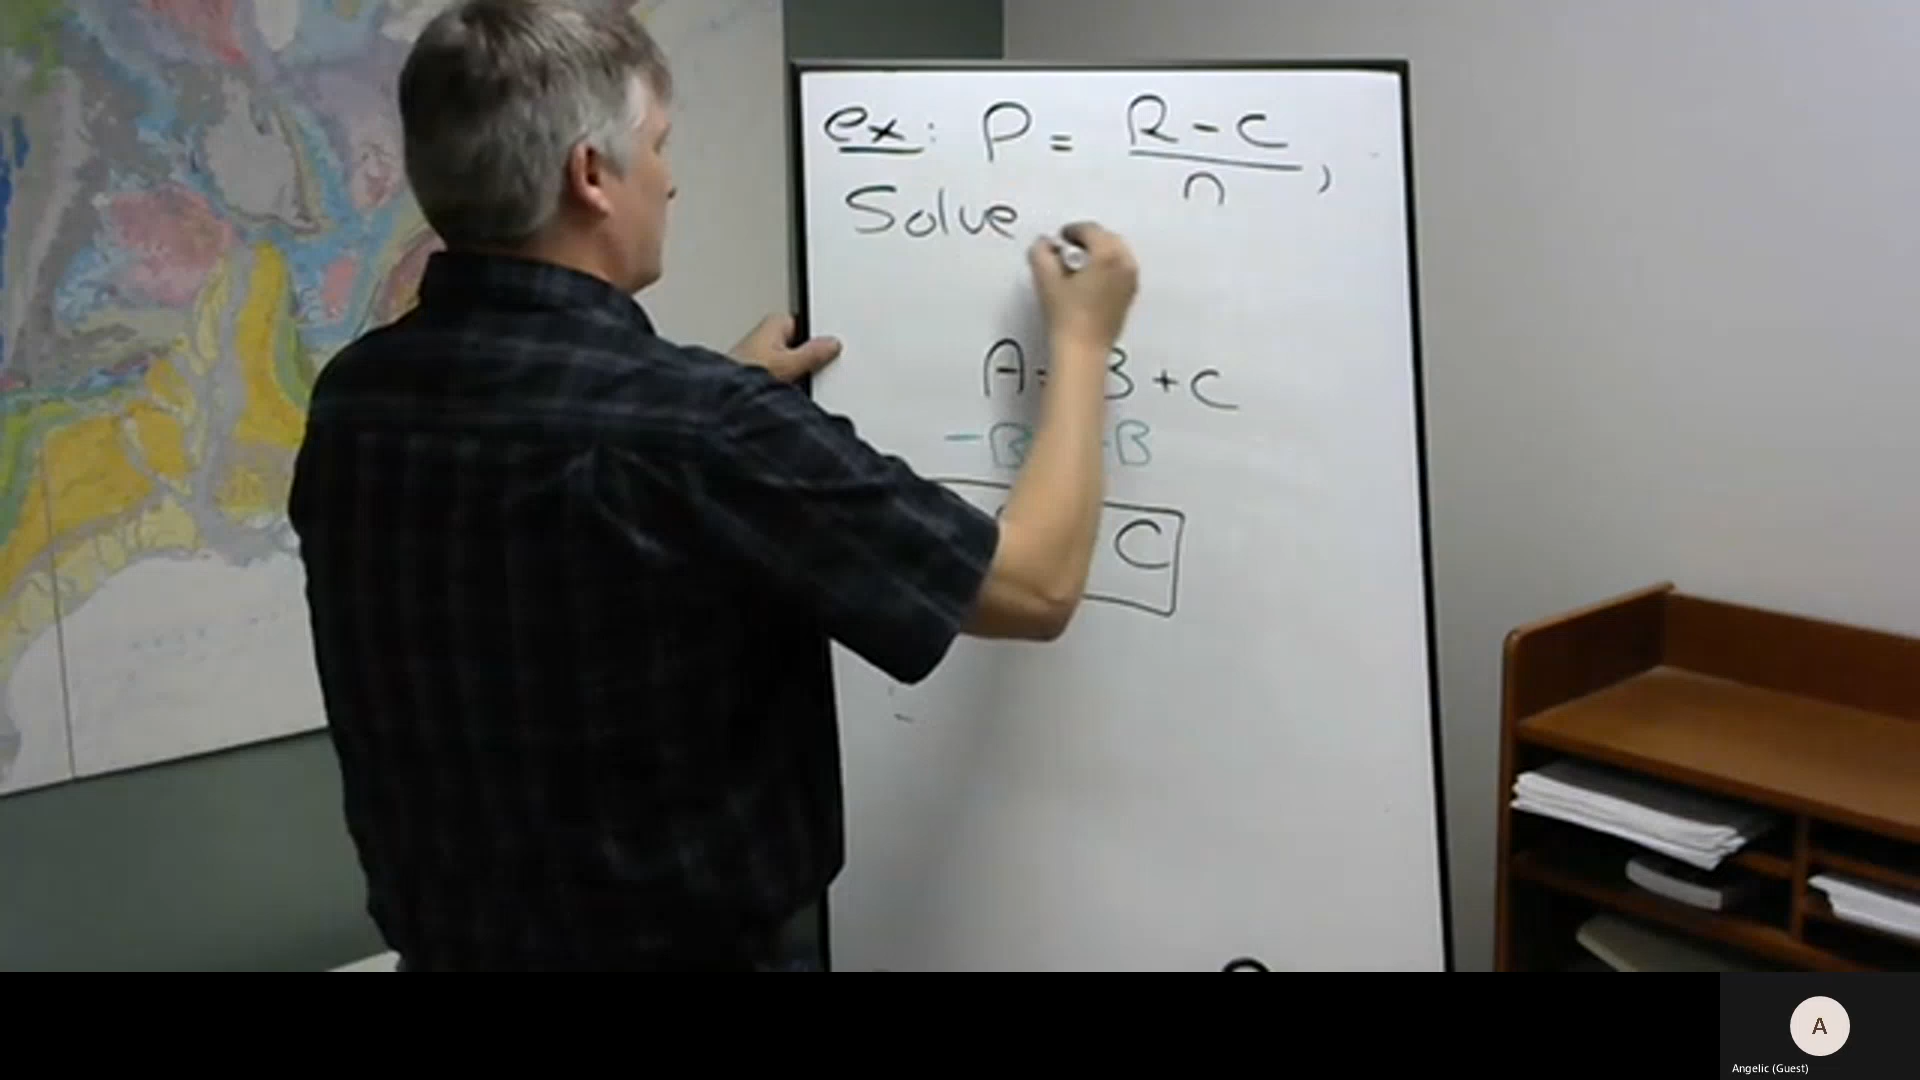 ex: P = R - C / n ,
Solve
A = B + C
- B - B
C
A
Angelic (Guest)